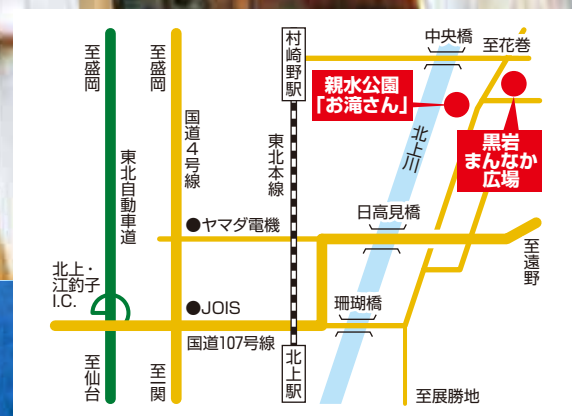 至盛岡
至盛岡
村崎野駅
中央橋
至花巻
親水公園
「お滝さん」
国道4号線
東北自動車道
東北本線
北上川
黒岩
まんなか
広場
日高見橋
●ヤマダ電機
至遠野
北上・
江釣子
I.C.
●JOIS
珊瑚橋
国道107号線
至仙台
至一関
北上駅
至展勝地